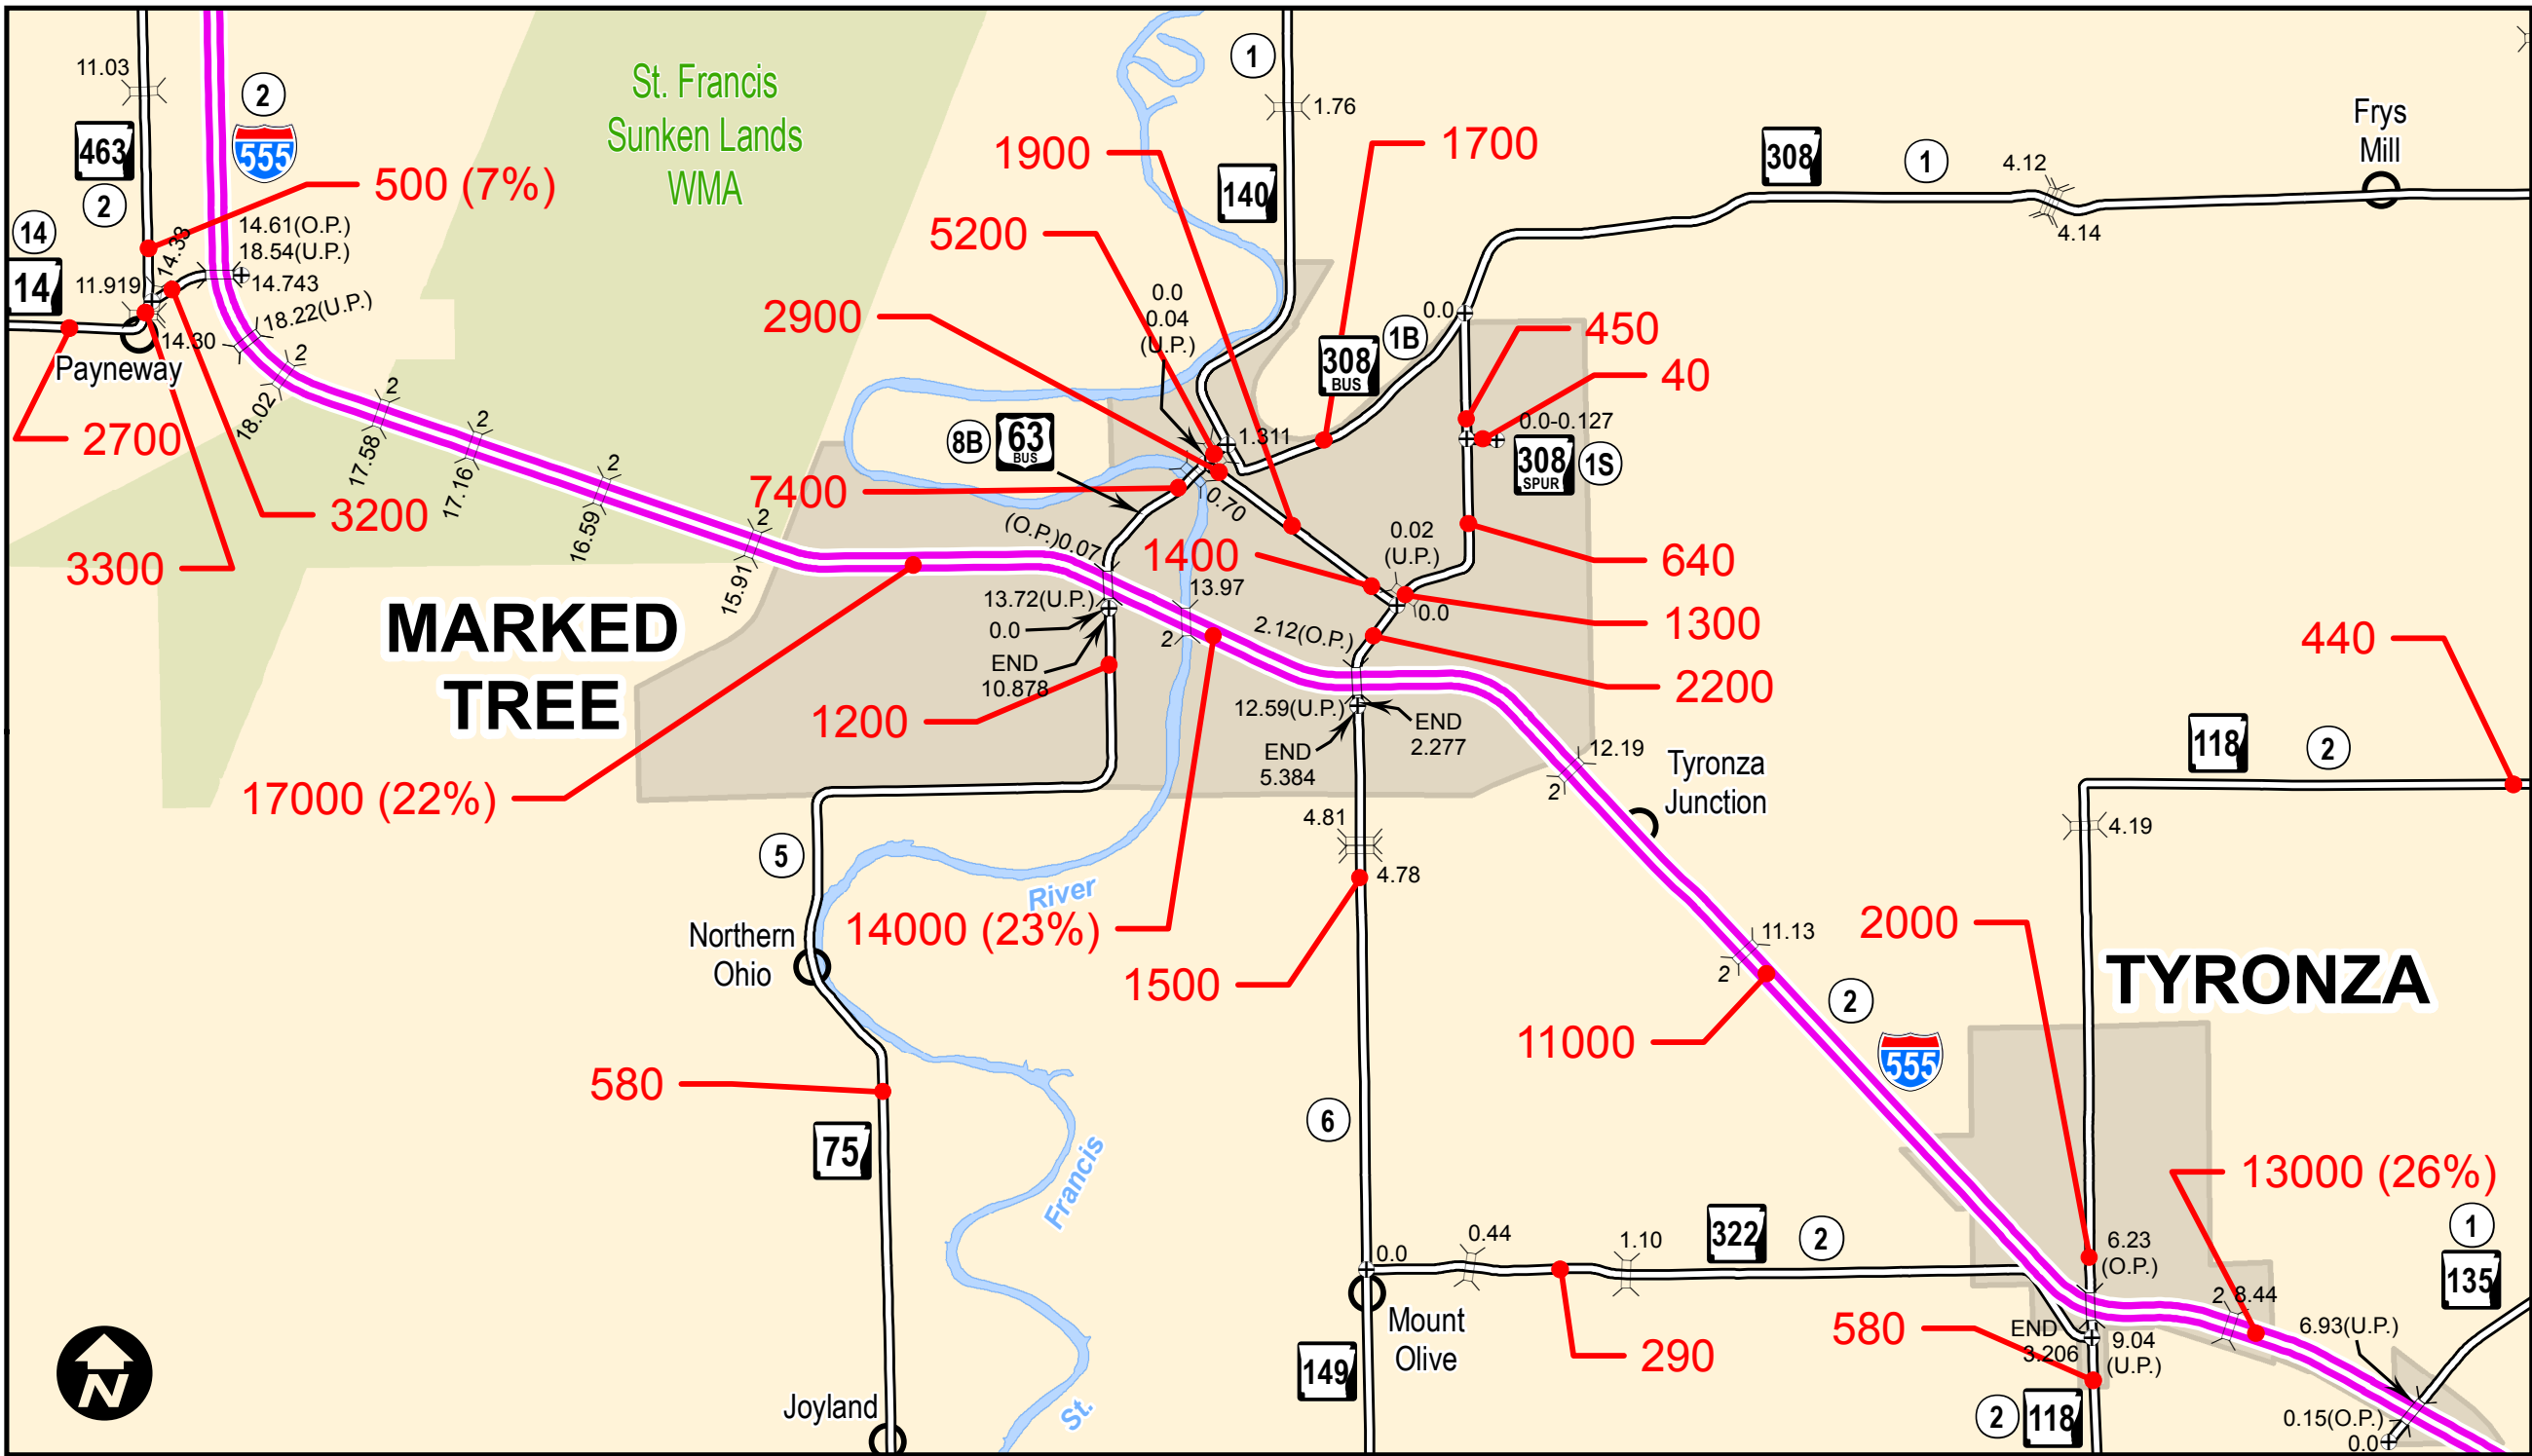 11.03
463
2
2
555
500 (7%)
14
14
14.38
14.61(O.P.)
18.54(U.P.)
11.919
14.743
18.22(U.P.)
14.30
Payneway
2700
3200
3300
18.02
2
17.58
2
17.16
2
16.59
2
15.91
2
St. Francis
Sunken Lands
WMA
MARKED
TREE
17000 (22%)
1
1.76
140
1900
1700
5200
2900
7400
0.0
0.04
(U.P.)
8B
63
BUS
1.311
0.70
308
BUS
1B
0.0
308
1
4.12
4.14
Frys
Mill
450
40
0.0-0.127
308
SPUR
1S
640
0.02
(U.P.)
1400
0.0
1300
2200
(O.P.)0.07
13.72(U.P.)
0.0
END
10.878
13.97
2
2.12(O.P.)
12.59(U.P.)
END
2.277
END
5.384
1200
12.19
2
Tyronza
Junction
440
118
2
4.19
4.81
4.78
5
River
14000 (23%)
1500
Northern
Ohio
11.13
2
11000
2
555
2000
TYRONZA
580
75
Francis
St.
Joyland
6
0.0
0.44
1.10
322
2
290
Mount
Olive
149
13000 (26%)
6.23
(O.P.)
1
135
2
8.44
6.93(U.P.)
580
END
3.206
9.04
(U.P.)
2
118
0.15(O.P.)
0.0
N